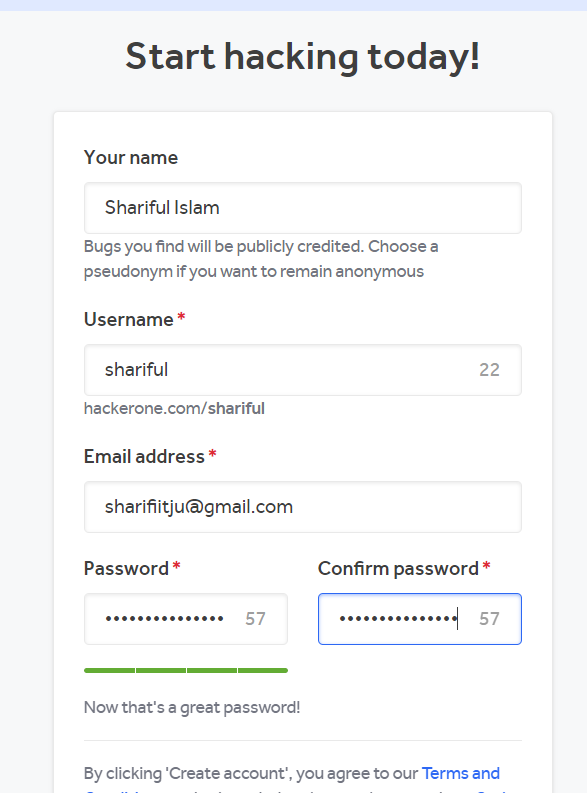 Start hacking today!
Your name
Shariful Islam
Bugs you find will be publicly credited. Choose a
pseudonym if you want to remain anonymous
Username *
shariful 22
hackerone.com/shariful
Email address *
sharifiitju@gmail.com
Password * Confirm password *
••••••••••••••• 57 ••••••••••••••• 57
Now that's a great password!
By clicking 'Create account', you agree to our Terms and